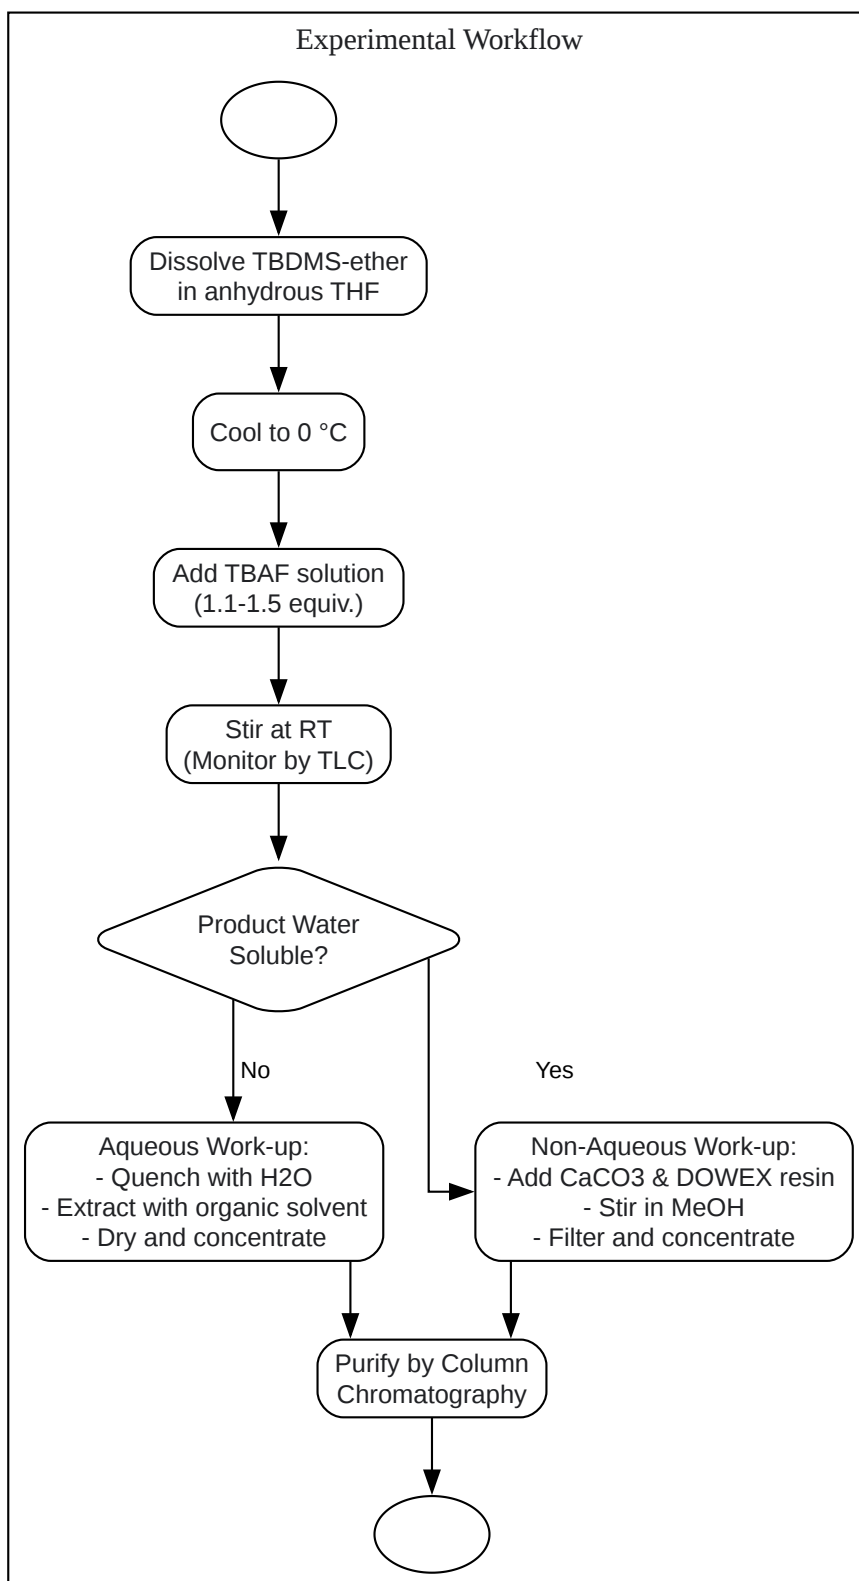 Experimental Workflow
Dissolve TBDMS-ether
in anhydrous THF
Cool to 0 °C
Add TBAF solution
(1.1-1.5 equiv.)
Stir at RT
(Monitor by TLC)
Product Water
Soluble?
No
Yes
Aqueous Work-up:
- Quench with H2O
- Extract with organic solvent
- Dry and concentrate
Non-Aqueous Work-up:
- Add CaCO3 & DOWEX resin
- Stir in MeOH
- Filter and concentrate
Purify by Column
Chromatography